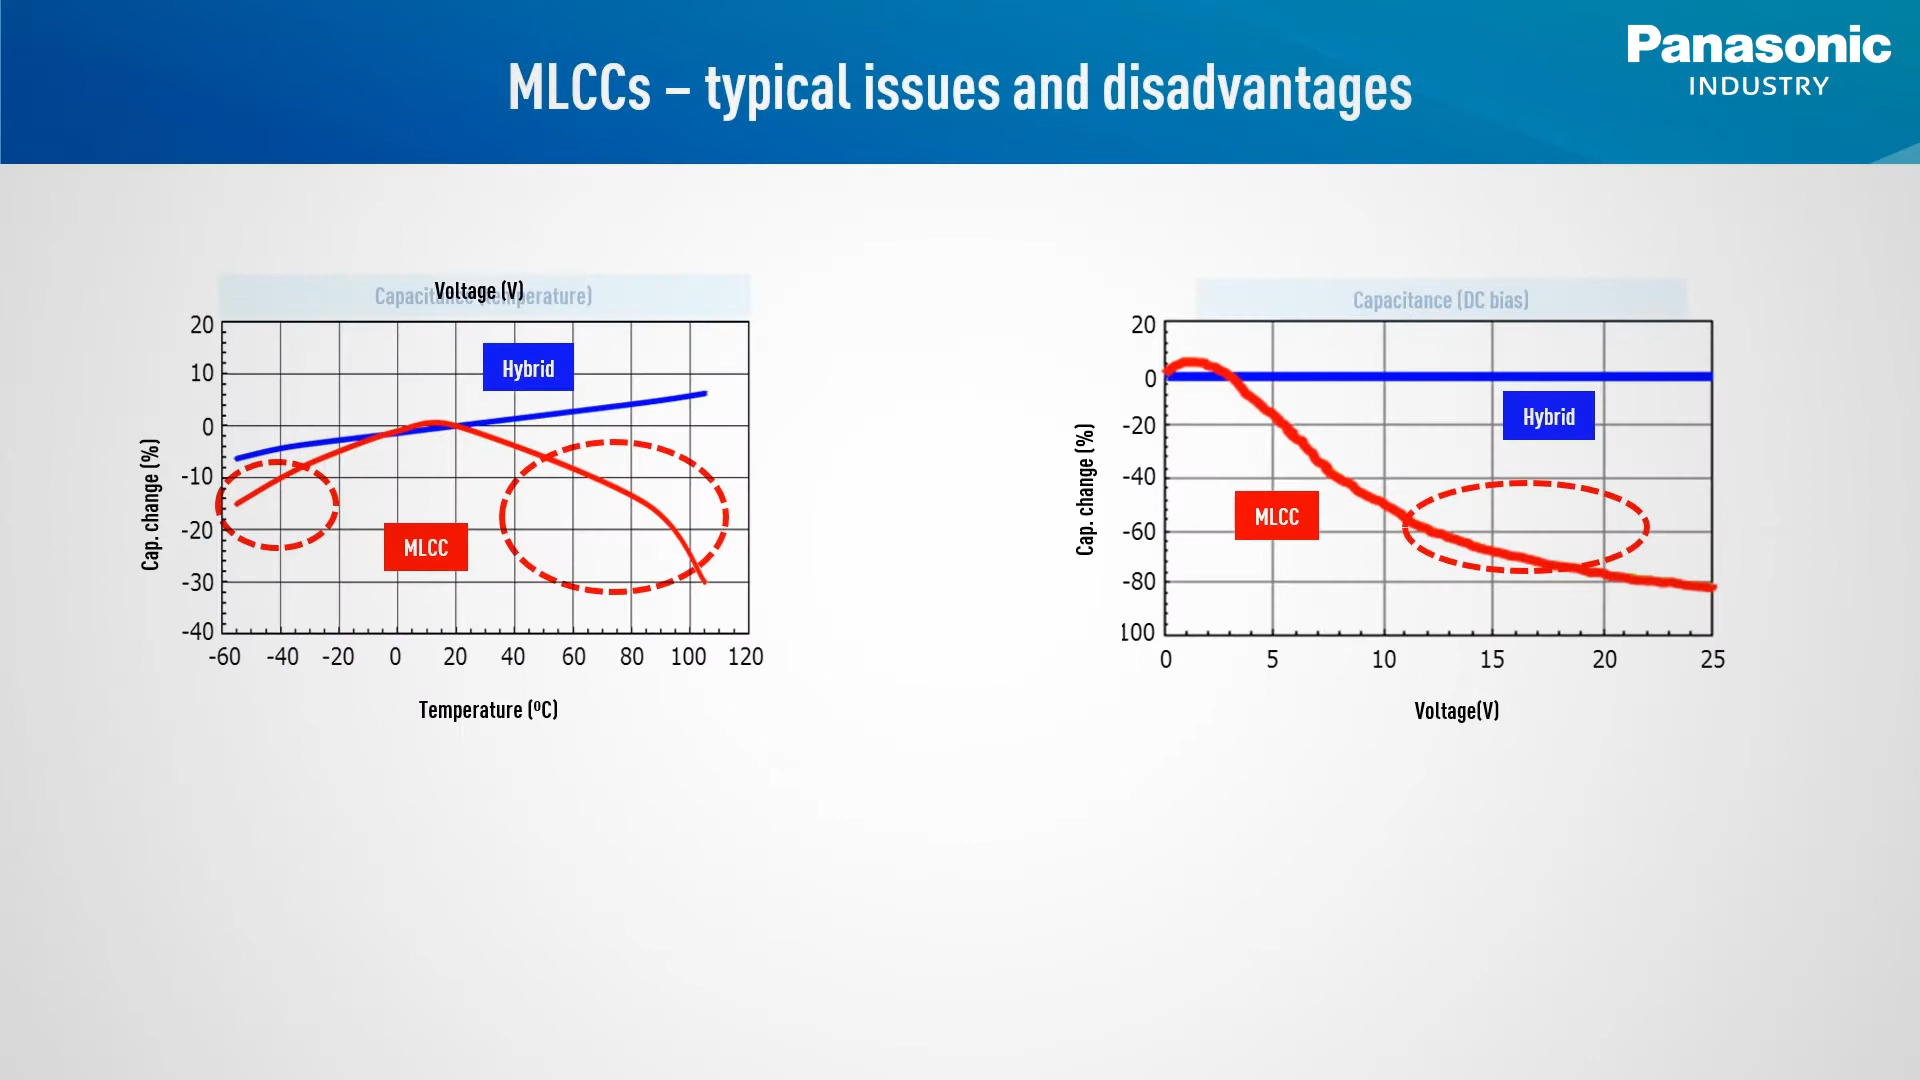 MLCCs – typical issues and disadvantages
Panasonic
INDUSTRY
Voltage (V)
20
10
0
-10
-20
-30
-40
Cap. change (%)
Hybrid
MLCC
-60 -40 -20 0 20 40 60 80 100 120
Temperature (ºC)
Capacitance (DC bias)
20
0
-20
-40
-60
-80
100
Cap. change (%)
Hybrid
MLCC
0 5 10 15 20 25
Voltage(V)